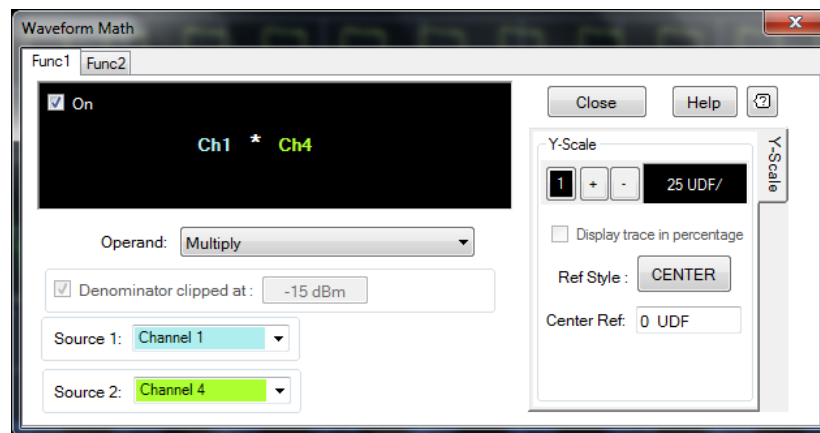 Waveform Math
x
Func1 Func2
On
Ch1 * Ch4
Operand: Multiply
Denominator clipped at : -15 dBm
Source 1: Channel 1
Source 2: Channel 4
Close Help ?
Y-Scale
Y-Scale
1 + - 25 UDF/
Display trace in percentage
Ref Style : CENTER
Center Ref: 0 UDF